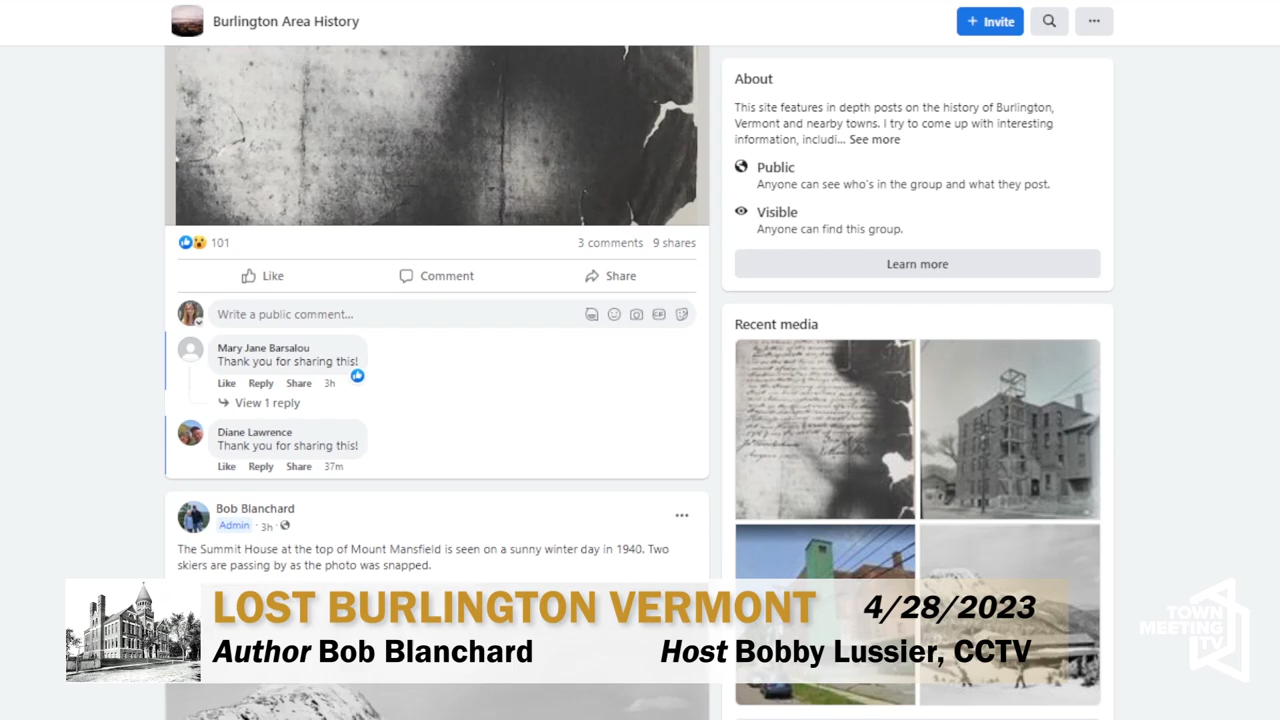 Burlington Area History
+ Invite
101
3 comments 9 shares
Like
Comment
Share
Write a public comment...
GIF
Mary Jane Barsalou
Thank you for sharing this!
Like Reply Share 3h
View 1 reply
Diane Lawrence
Thank you for sharing this!
Like Reply Share 37m
Bob Blanchard
Admin · 3h ·
The Summit House at the top of Mount Mansfield is seen on a sunny winter day in 1940. Two
skiers are passing by as the photo was snapped.
About
This site features in depth posts on the history of Burlington,
Vermont and nearby towns. I try to come up with interesting
information, includi... See more
Public
Anyone can see who's in the group and what they post.
Visible
Anyone can find this group.
Learn more
Recent media
LOST BURLINGTON VERMONT 4/28/2023
Author Bob Blanchard
Host Bobby Lussier, CCTV
TOWN
MEETING
TV